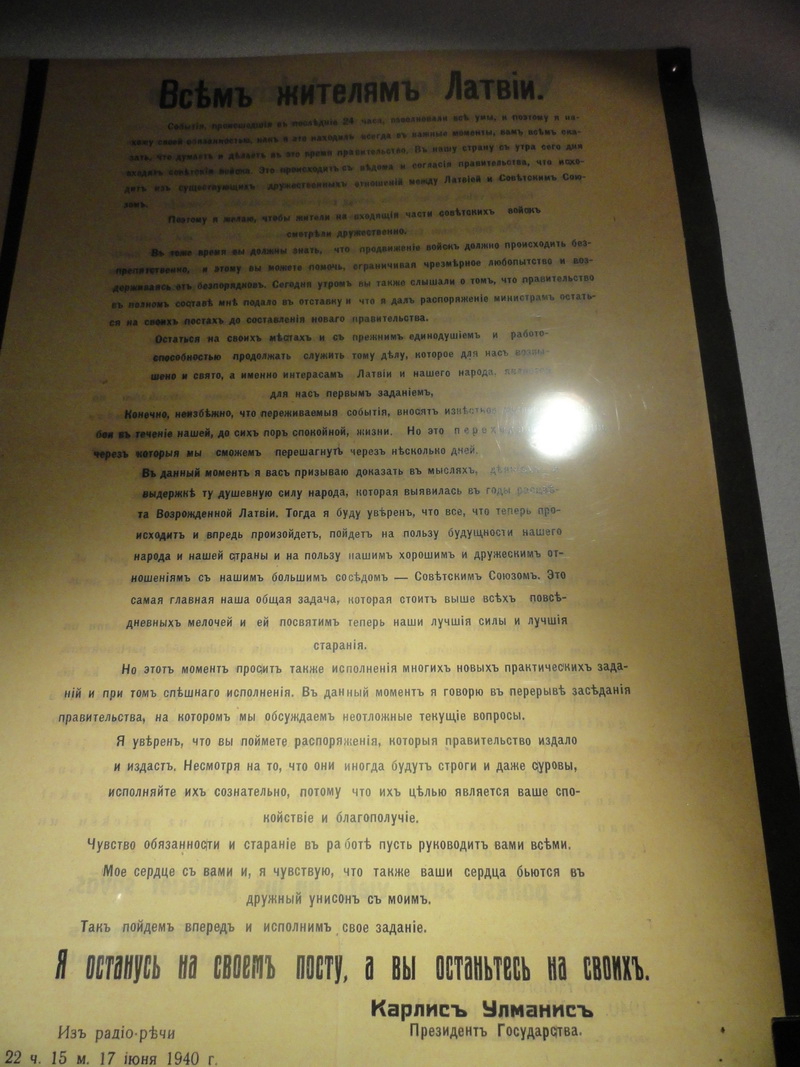 Всѣмъ жителямъ Латвіи.
Событія, происшедшія въ послѣдніе 24 часа, взволновали всѣ умы, и поэтому я на-
хожу своей обязанностью, какъ я это находилъ всегда въ важные моменты, вамъ всѣмъ ска-
зать, что думаетъ и дѣлаетъ въ это время правительство. Въ нашу страну съ утра сего дня
входятъ совѣтскія войска. Это происходитъ съ вѣдома и согласія правительства, что исхо-
дитъ изъ существующихъ дружественныхъ отношеній между Латвіей и Совѣтскимъ Сою-
зомъ.
Поэтому я желаю, чтобы жители на входящія части совѣтскихъ войскъ
смотрѣли дружественно.
Въ тоже время вы должны знать, что продвиженіе войскъ должно происходить без-
препятственно, и этому вы можете помочь, ограничивая чрезмѣрное любопытство и воз-
держиваясь отъ безпорядковъ. Сегодня утромъ вы также слышали о томъ, что правительство
въ полномъ составѣ мнѣ подало въ отставку и что я далъ распоряженіе министрамъ остать-
ся на своихъ постахъ до составленія новаго правительства.
Остаться на своихъ мѣстахъ и съ прежнимъ единодушіемъ и работо-
способностью продолжать служить тому дѣлу, которое для насъ возвы-
шено и свято, а именно интерасамъ Латвіи и нашего народа,
для насъ первымъ заданіемъ,
Конечно, неизбѣжно, что переживаемыя событія, вносятъ
бои въ теченіе нашей, до сихъ поръ спокойной, жизни. Но это
черезъ которыя мы сможемъ перешагнуть черезъ нѣсколько дней.
Въ данный моментъ я васъ призываю доказать въ мысляхъ,
выдержкѣ ту душевную силу народа, которая выявилась въ годы расцвѣ-
та Возрожденной Латвіи. Тогда я буду увѣренъ, что все, что теперь про-
исходитъ и впредь произойдетъ, пойдетъ на пользу будущности нашего
народа и нашей страны и на пользу нашимъ хорошимъ и дружескимъ от-
ношеніямъ съ нашимъ большимъ сосѣдомъ — Совѣтскимъ Союзомъ. Это
самая главная наша общая задача, которая стоитъ выше всѣхъ повсѣ-
дневныхъ мелочей и ей посвятимъ теперь наши лучшія силы и лучшія
старанія.
Но этотъ моментъ проситъ также исполненія многихъ новыхъ практическихъ зада-
ній и при томъ спѣшнаго исполненія. Въ данный моментъ я говорю въ перерывѣ засѣданія
правительства, на которомъ мы обсуждаемъ неотложные текущіе вопросы.
Я увѣренъ, что вы поймете распоряженія, которыя правительство издало
и издастъ. Несмотря на то, что они иногда будутъ строги и даже суровы,
исполняйте ихъ сознательно, потому что ихъ цѣлью является ваше спо-
койствіе и благополучіе.
Чувство обязанности и стараніе въ работѣ пусть руководитъ вами всѣми.
Мое сердце съ вами и, я чувствую, что также ваши сердца бьются въ
дружный унисонъ съ моимъ.
Такъ пойдемъ впередъ и исполнимъ свое заданіе.
Я останусь на своемъ посту, а вы останьтесь на своихъ.
Карлисъ Улманисъ
Президентъ Государства.
Изъ радіо-рѣчи
22 ч. 15 м. 17 іюня 1940 г.